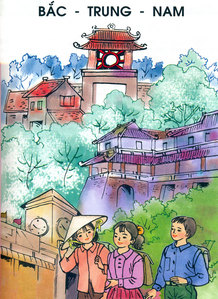 BẮC - TRUNG - NAM